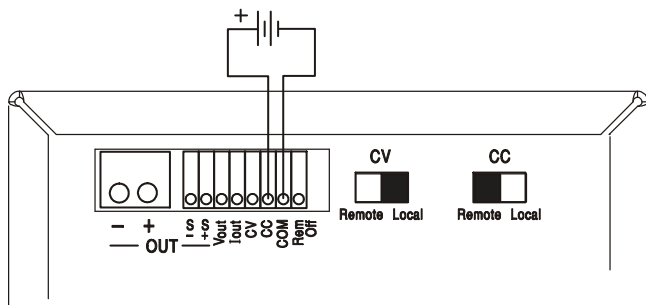 +
CV
CC
Remote Local
Remote Local
- +
OUT
S -
S +
Vout
Iout
CV
CC
COM
Rem Off